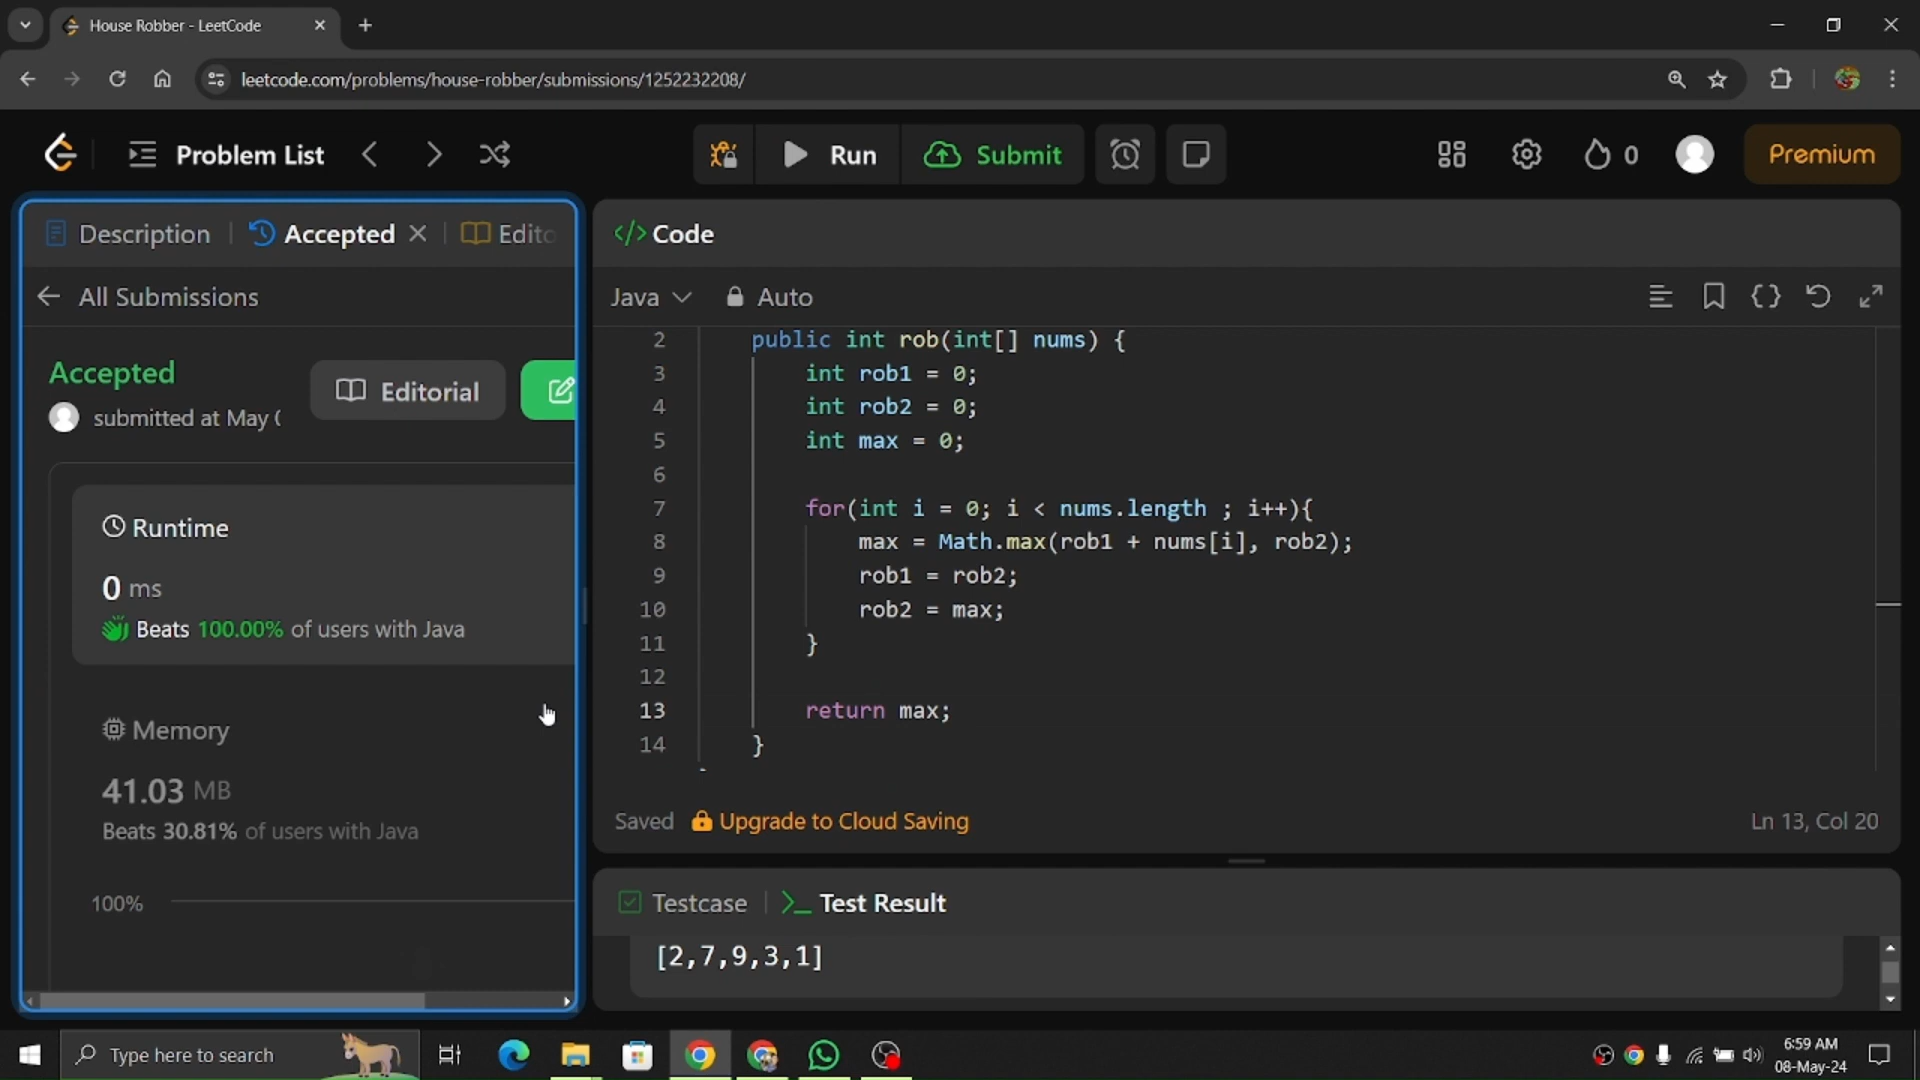 House Robber - LeetCode
leetcode.com/problems/house-robber/submissions/1252232208/
Problem List
Run
Submit
0
Premium
Description
Accepted
Edito
Code
All Submissions
Java
Auto
Accepted
submitted at May
Editorial
Runtime
0 ms
Beats 100.00% of users with Java
Memory
41.03 MB
Beats 30.81% of users with Java
100%
2 public int rob(int[] nums) {
3 int rob1 = 0;
4 int rob2 = 0;
5 int max = 0;
6
7 for(int i = 0; i < nums.length ; i++){
8 max = Math.max(rob1 + nums[i], rob2);
9 rob1 = rob2;
10 rob2 = max;
11 }
12
13 return max;
14 }
Saved
Upgrade to Cloud Saving
Ln 13, Col 20
Testcase
Test Result
[2,7,9,3,1]
Type here to search
6:59 AM
08-May-24